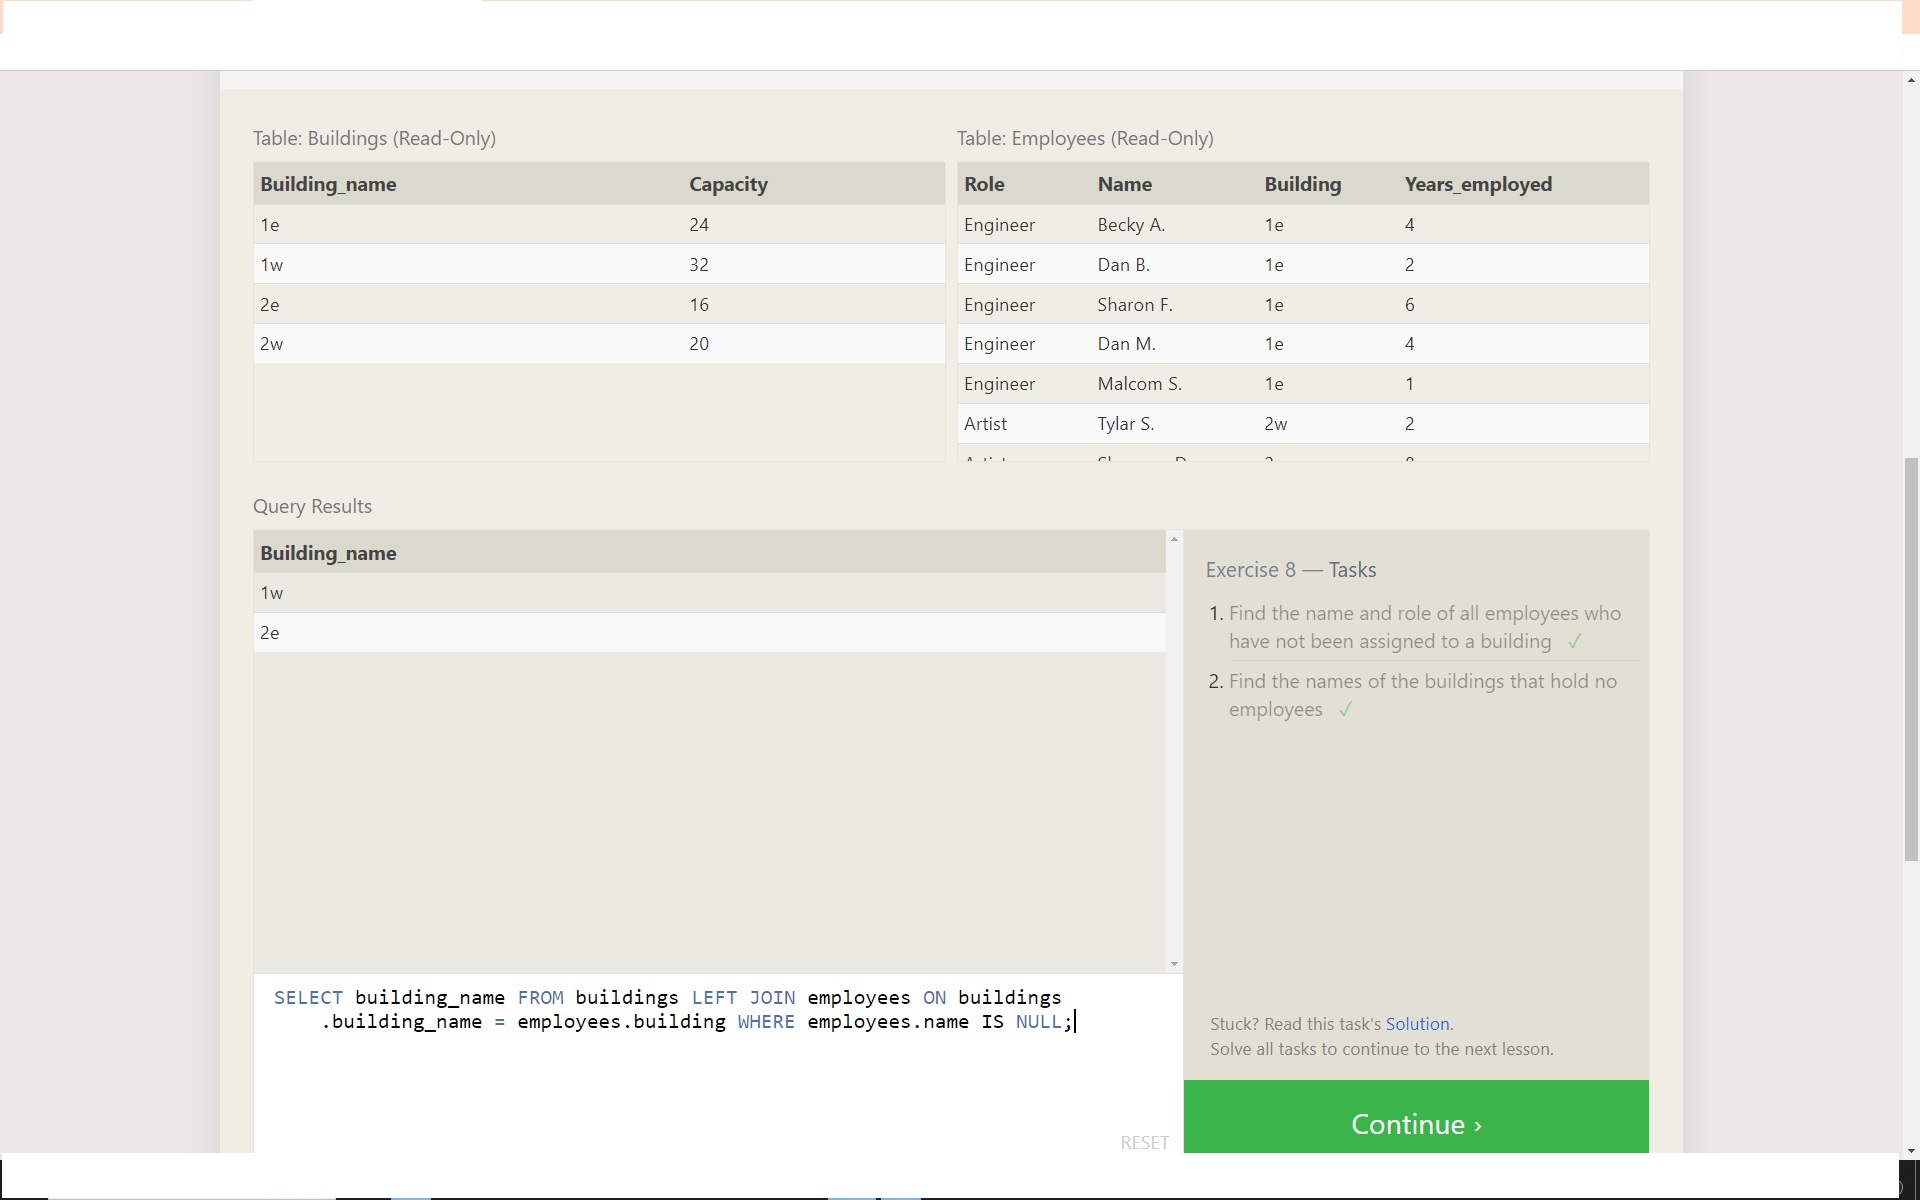 Table: Buildings (Read-Only)
Building_name Capacity
1e 24
1w 32
2e 16
2w 20
Table: Employees (Read-Only)
Role Name Building Years_employed
Engineer Becky A. 1e 4
Engineer Dan B. 1e 2
Engineer Sharon F. 1e 6
Engineer Dan M. 1e 4
Engineer Malcom S. 1e 1
Artist Tylar S. 2w 2
Query Results
Building_name
1w
2e
Exercise 8 — Tasks
1. Find the name and role of all employees who
have not been assigned to a building ✓
2. Find the names of the buildings that hold no
employees ✓
SELECT building_name FROM buildings LEFT JOIN employees ON buildings
.building_name = employees.building WHERE employees.name IS NULL;
RESET
Stuck? Read this task's Solution.
Solve all tasks to continue to the next lesson.
Continue ›